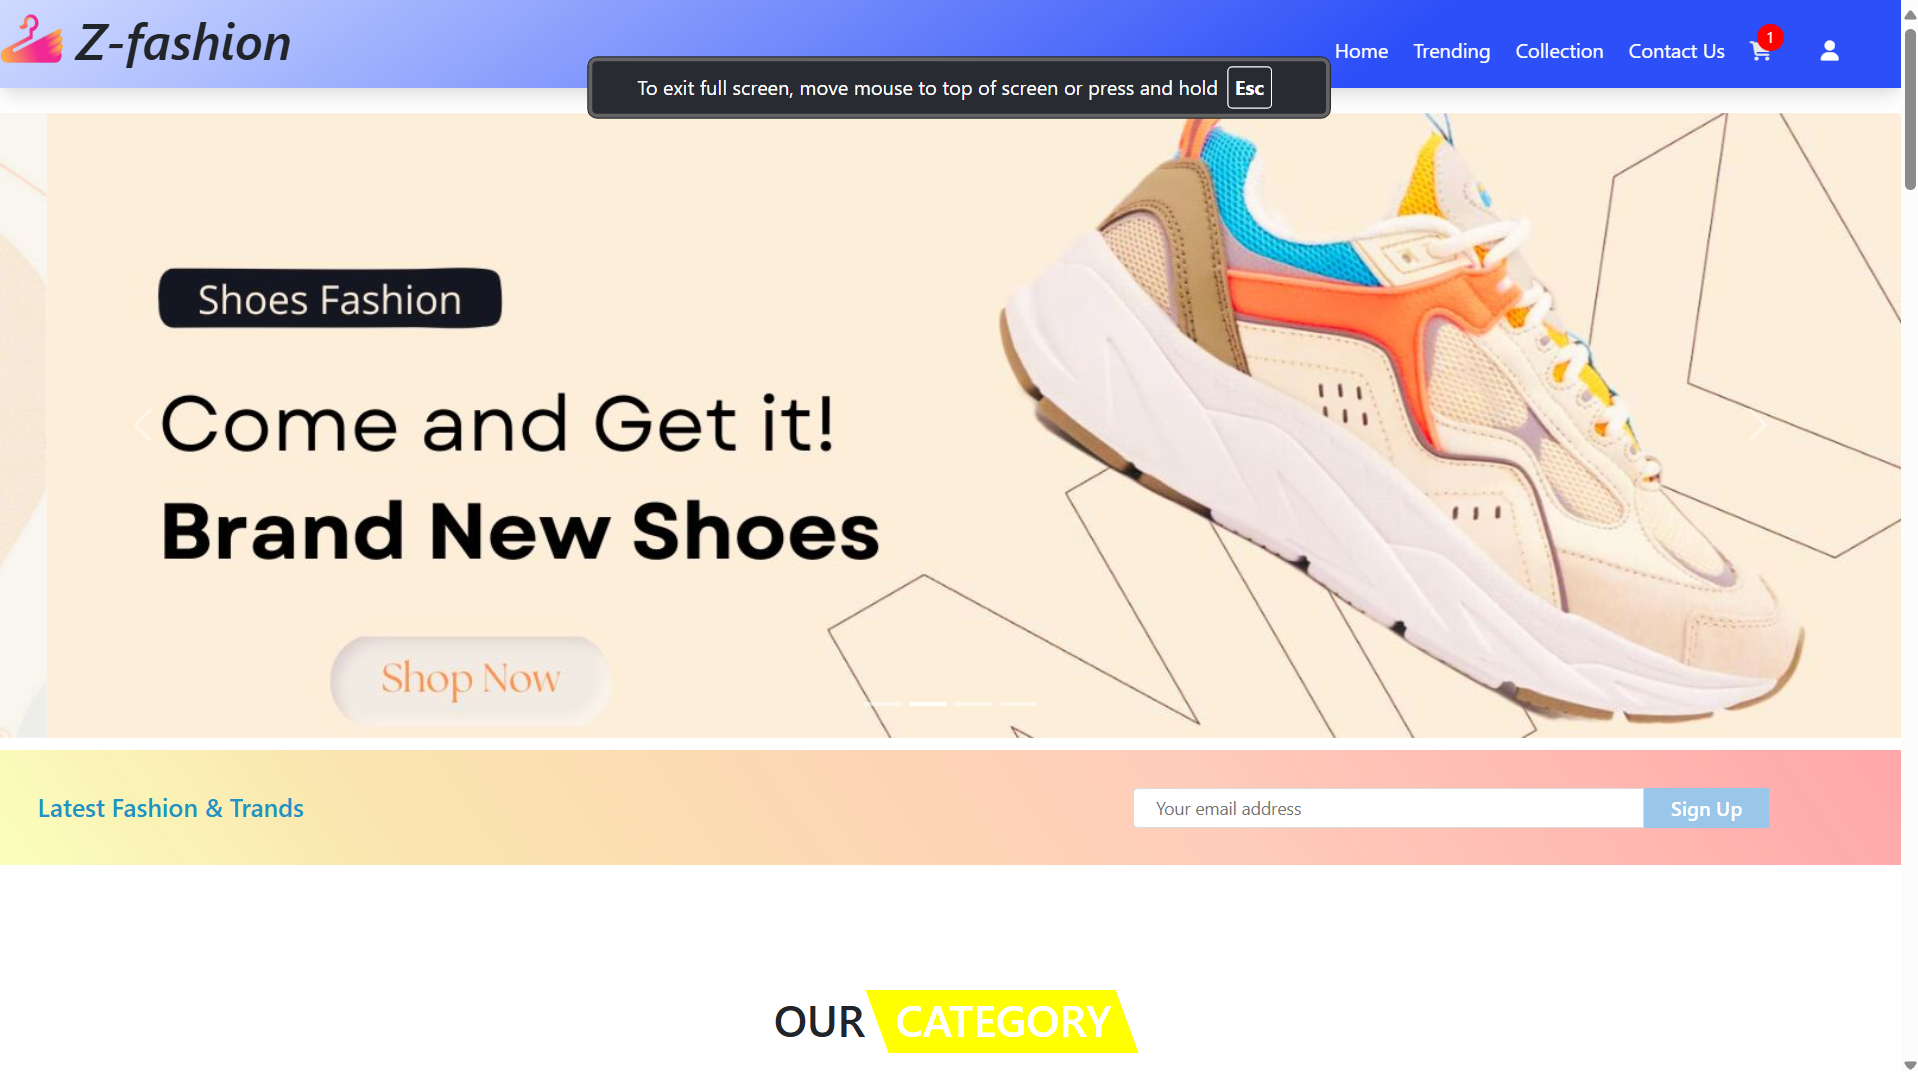 Z-fashion
Home Trending Collection Contact Us 1
To exit full screen, move mouse to top of screen or press and hold Esc
Shoes Fashion
Come and Get it!
Brand New Shoes
Shop Now
Latest Fashion & Trands
Your email address Sign Up
OUR CATEGORY